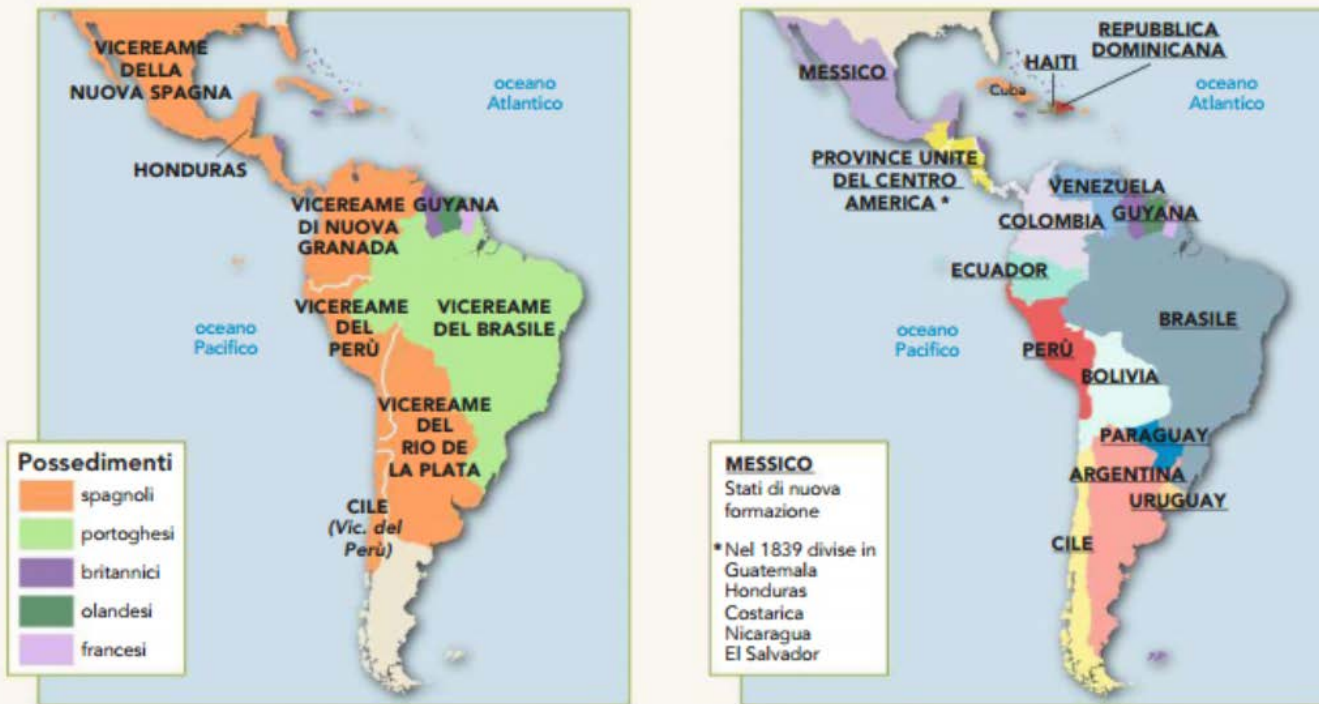 VICEREAME
DELLA
NUOVA SPAGNA
oceano
Atlantico
HONDURAS
VICEREAME
DI NUOVA
GRANADA
GUYANA
VICEREAME
DEL
PERÙ
VICEREAME
DEL BRASILE
oceano
Pacifico
VICEREAME
DEL
RIO DE
LA PLATA
CILE
(Vic. del
Perù)
Possedimenti
spagnoli
portoghesi
britannici
olandesi
francesi
REPUBBLICA
DOMINICANA
HAITI
MESSICO
Cuba
oceano
Atlantico
PROVINCE UNITE
DEL CENTRO
AMERICA *
VENEZUELA
COLOMBIA
GUYANA
ECUADOR
oceano
Pacifico
BRASILE
PERÙ
BOLIVIA
PARAGUAY
ARGENTINA
URUGUAY
CILE
MESSICO
Stati di nuova
formazione
* Nel 1839 divise in
Guatemala
Honduras
Costarica
Nicaragua
El Salvador